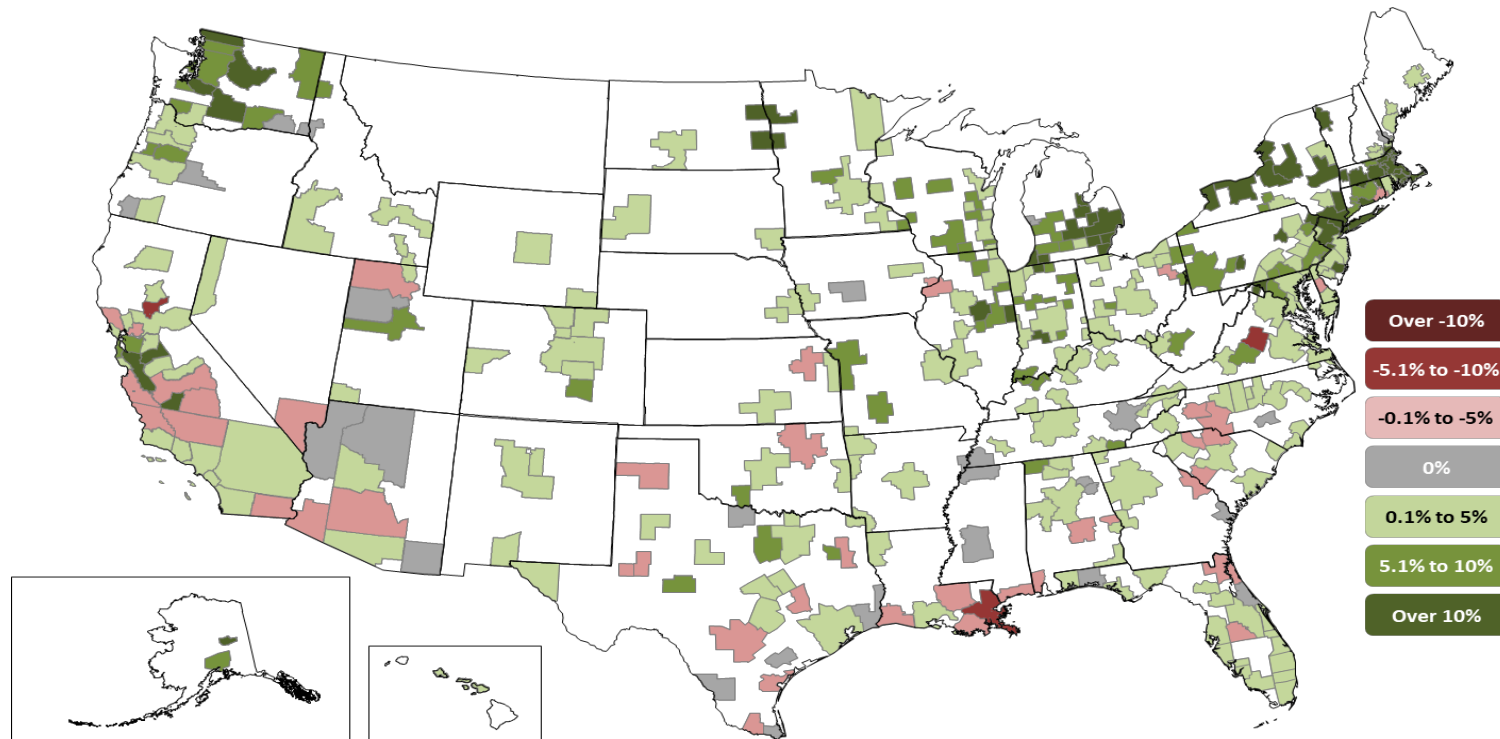 Over -10%
-5.1% to -10%
-0.1% to -5%
0%
0.1% to 5%
5.1% to 10%
Over 10%